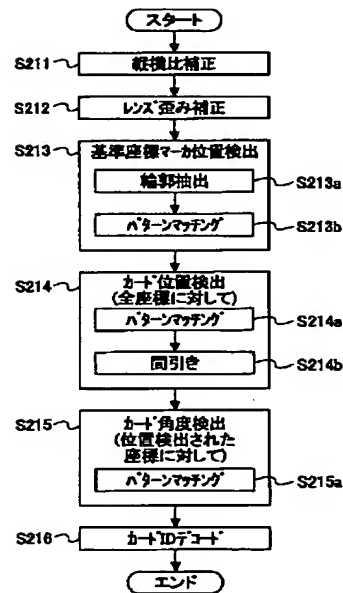 スタート
S211 縦横比補正
S212 レンズ歪み補正
S213 基準座標マーカ位置検出
輪郭抽出 S213a
パターンマッチング S213b
S214 カード位置検出
(全座標に対して)
パターンマッチング S214a
間引き S214b
S215 カード角度検出
(位置検出された
座標に対して)
パターンマッチング S215a
S216 カードIDデコード
エンド